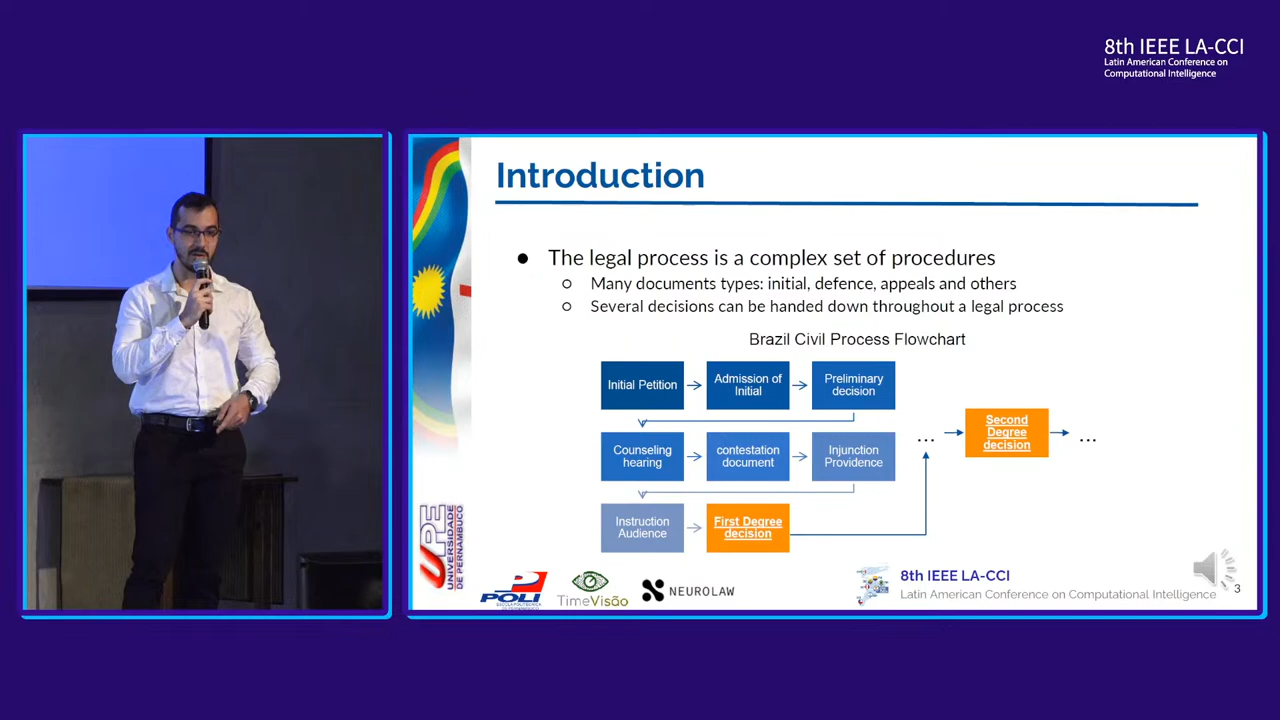 8th IEEE LA-CCI
Latin American Conference on
Computational Intelligence
Introduction
● The legal process is a complex set of procedures
○ Many documents types: initial, defence, appeals and others
○ Several decisions can be handed down throughout a legal process
Brazil Civil Process Flowchart
Initial Petition
Admission of
Initial
Preliminary
decision
Counseling
hearing
contestation
document
Injunction
Providence
...
Second
Degree
decision
...
Instruction
Audience
First Degree
decision
UPE
UNIVERSIDADE
DE PERNAMBUCO
POLI
ESCOLA POLITÉCNICA
DE PERNAMBUCO
TimeVisão
NEUROLAW
8th IEEE LA-CCI
Latin American Conference on Computational Intelligence
3